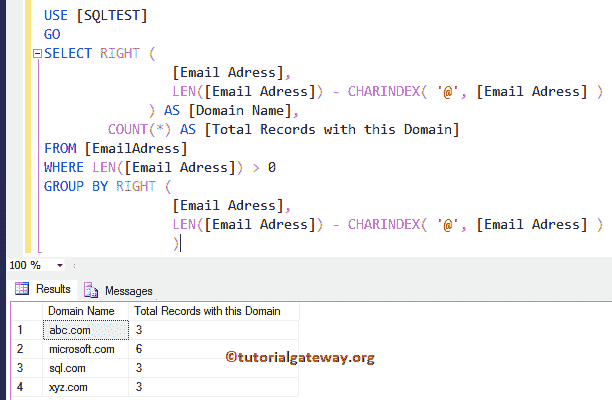 USE [SQLTEST]
GO
SELECT RIGHT (
[Email Adress],
LEN([Email Adress]) - CHARINDEX( '@', [Email Adress] )
) AS [Domain Name],
COUNT(*) AS [Total Records with this Domain]
FROM [EmailAdress]
WHERE LEN([Email Adress]) > 0
GROUP BY RIGHT (
[Email Adress],
LEN([Email Adress]) - CHARINDEX( '@', [Email Adress] )
)
100 %
Results Messages
Domain Name Total Records with this Domain
1 abc.com 3
2 microsoft.com 6
3 sql.com 3
4 xyz.com 3
©tutorialgateway.org